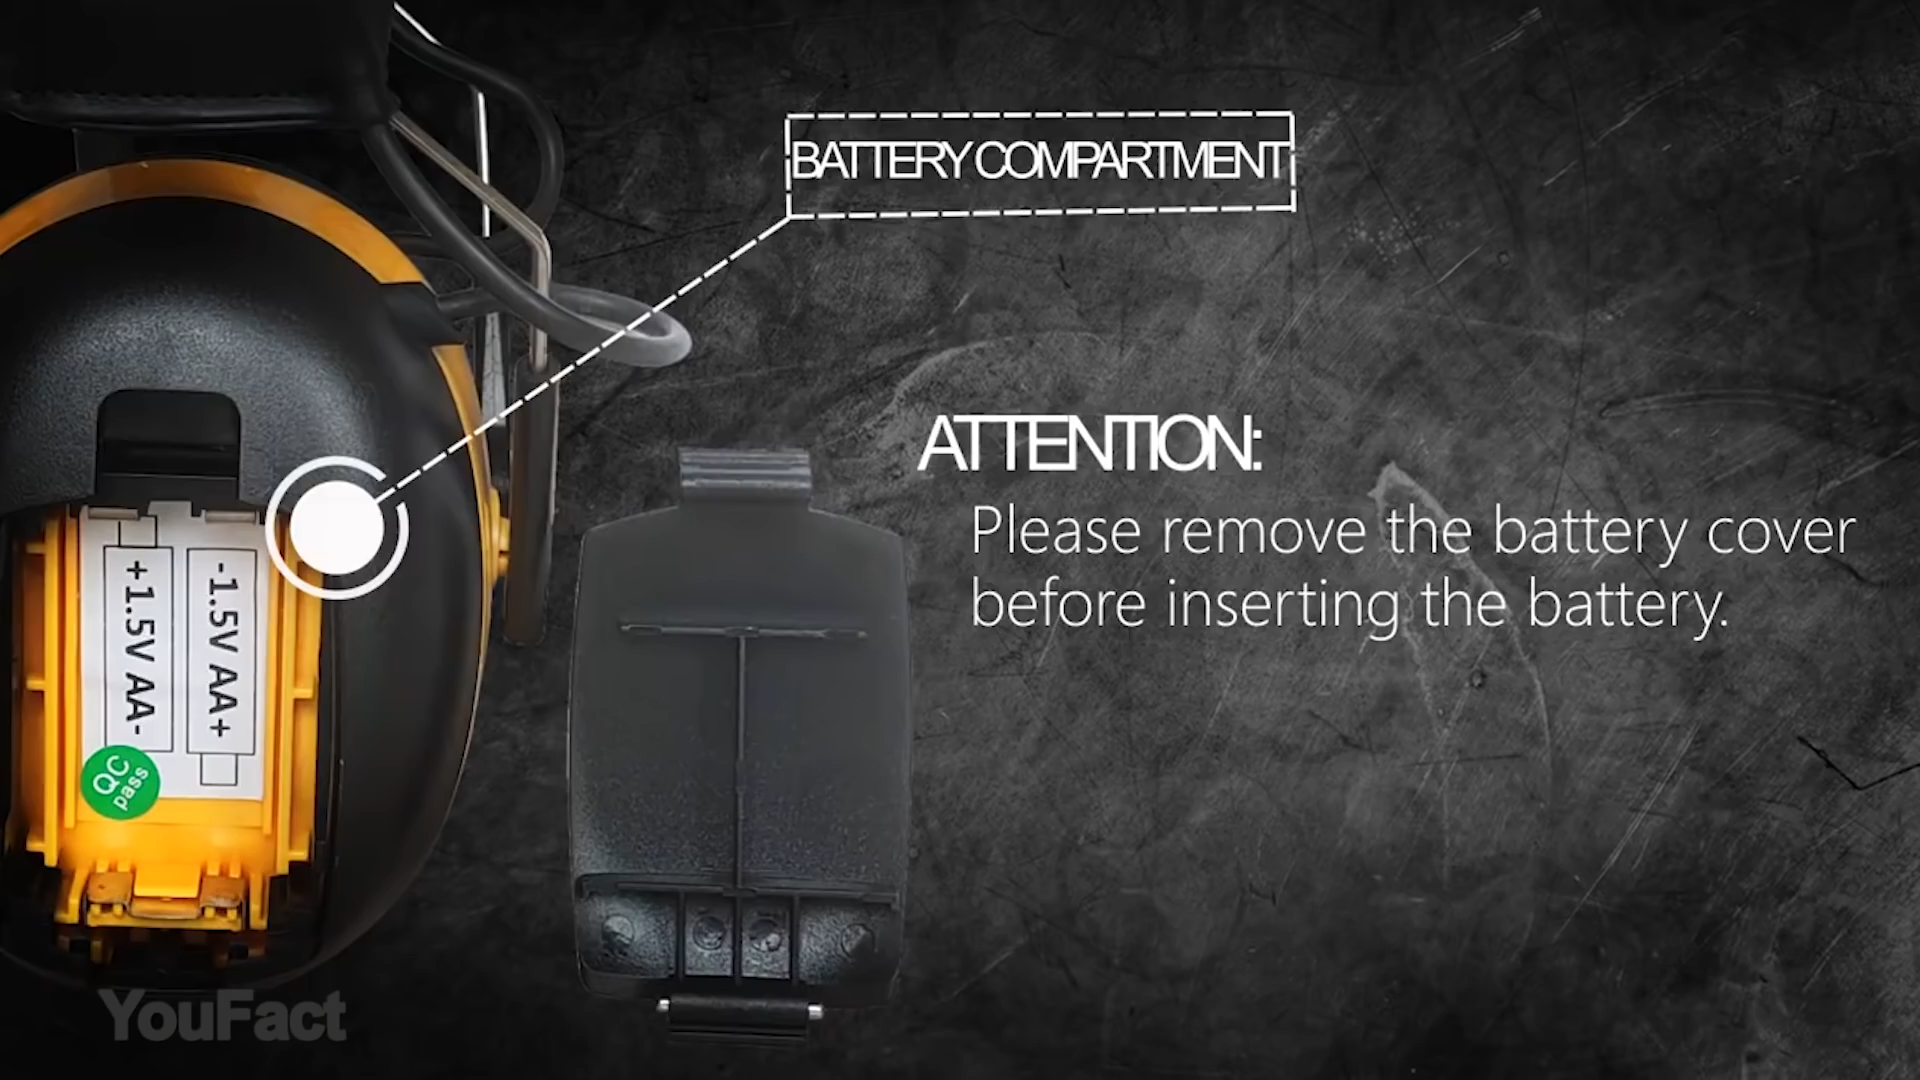 BATTERY COMPARTMENT
ATTENTION:
Please remove the battery cover
before inserting the battery.
-1.5V AA+
+1.5V AA-
QC
pass
YouFact